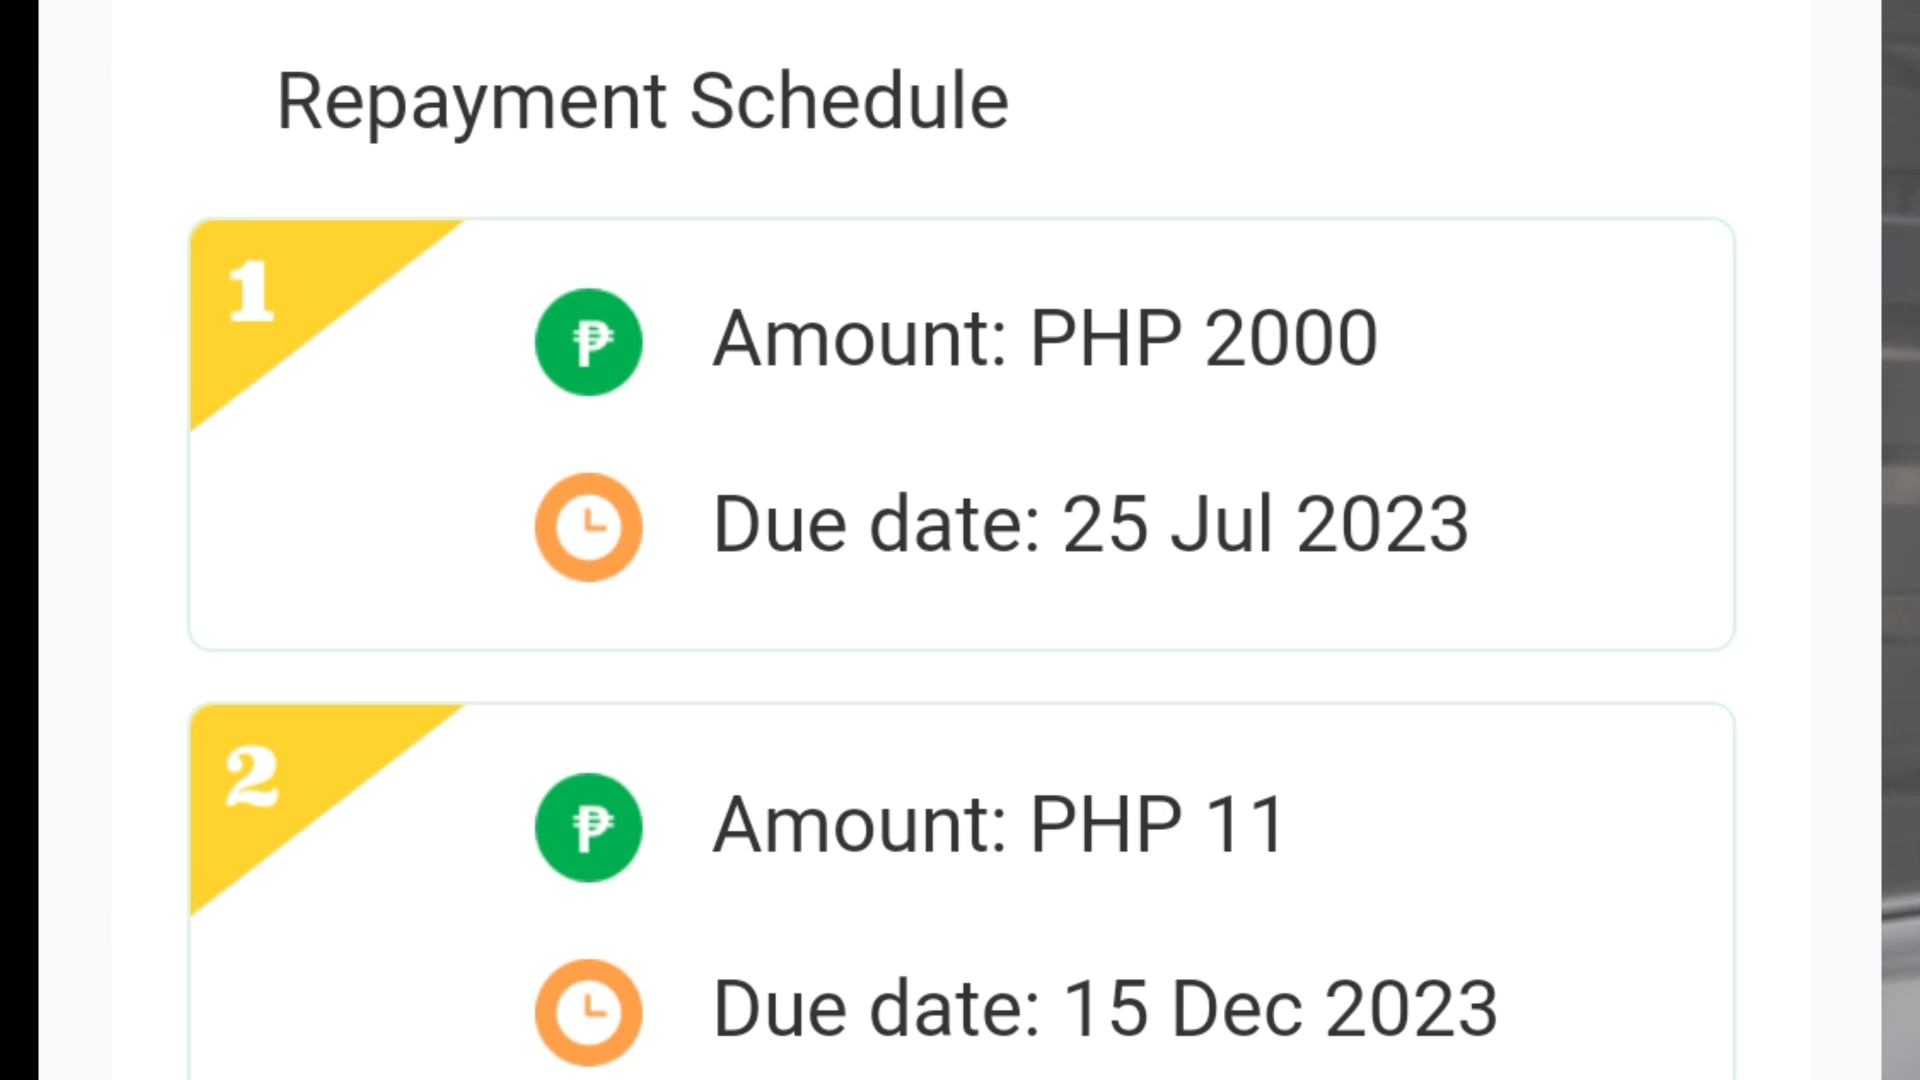 Repayment Schedule
1
₱ Amount: PHP 2000
Due date: 25 Jul 2023
2
₱ Amount: PHP 11
Due date: 15 Dec 2023